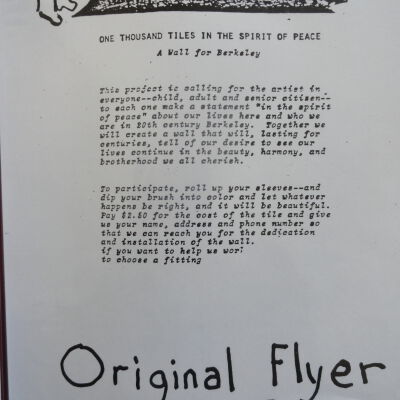 ONE THOUSAND TILES IN THE SPIRIT OF PEACE
A Wall for Berkeley
This project is calling for the artist in
everyone--child, adult and senior citizen--
to each one make a statement "in the spirit
of peace" about our lives here and who we
are in 20th century Berkeley. Together we
will create a wall that will, lasting for
centuries, tell of our desire to see our
lives continue in the beauty, harmony, and
brotherhood we all cherish.
To participate, roll up your sleeves--and
dip your brush into color and let whatever
happens be right, and it will be beautiful.
Pay $2.50 for the cost of the tile and give
us your name, address and phone number so
that we can reach you for the dedication
and installation of the wall.
if you want to help us
to choose a fitting
Original Flyer